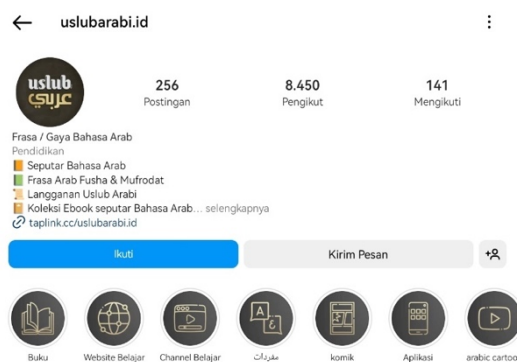 uslubarabi.id
uslub
عربي
256
Postingan
8.450
Pengikut
141
Mengikuti
Frasa / Gaya Bahasa Arab
Pendidikan
Seputar Bahasa Arab
Frasa Arab Fusha & Mufrodat
Langganan Uslub Arabi
Koleksi Ebook seputar Bahasa Arab... selengkapnya
taplink.cc/uslubarabi.id
Ikuti
Kirim Pesan
Buku
Website Belajar
Channel Belajar
مفردات
komik
Aplikasi
arabic cartoo